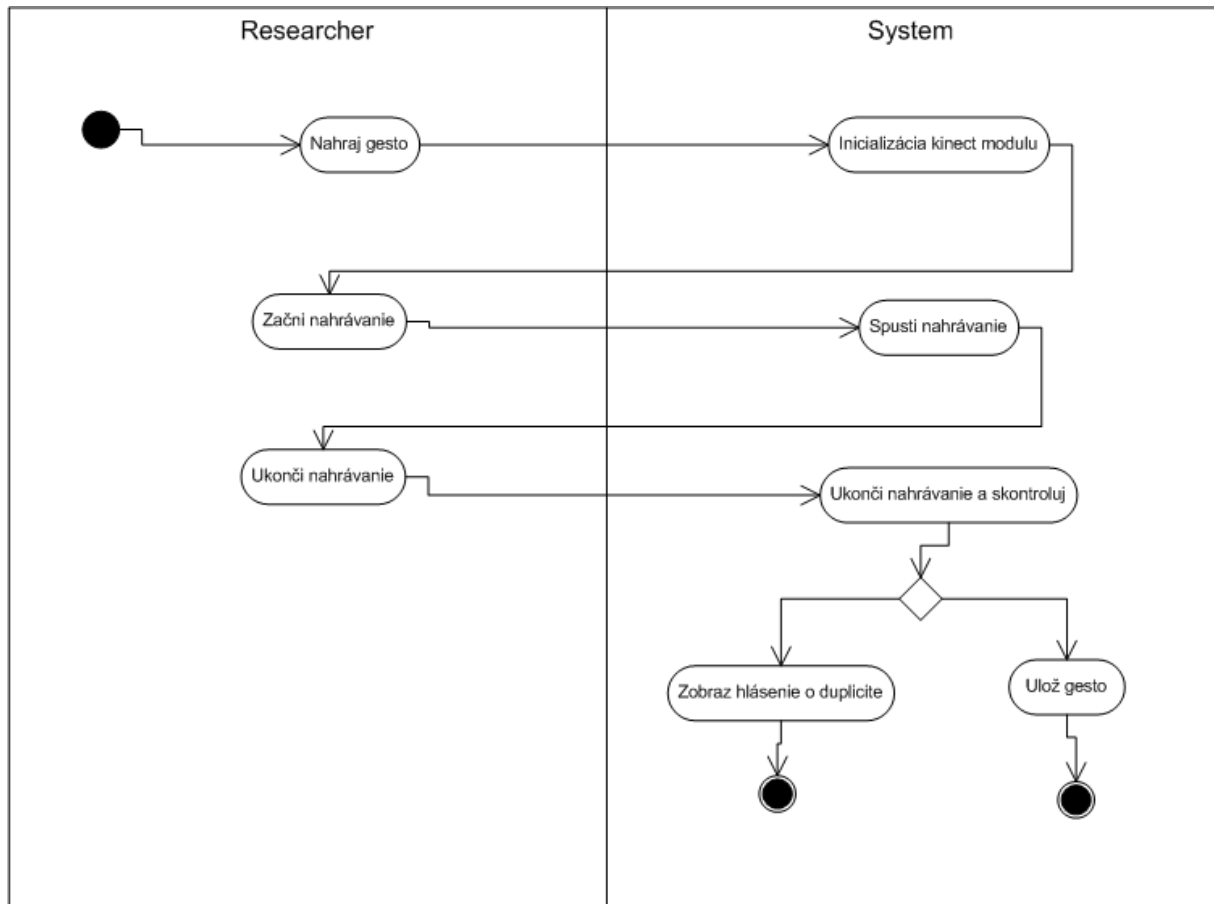 Researcher
System
Nahraj gesto
Inicializácia kinect modulu
Začni nahrávanie
Spusti nahrávanie
Ukonči nahrávanie
Ukonči nahrávanie a skontroluj
Zobraz hlásenie o duplicite
Ulož gesto